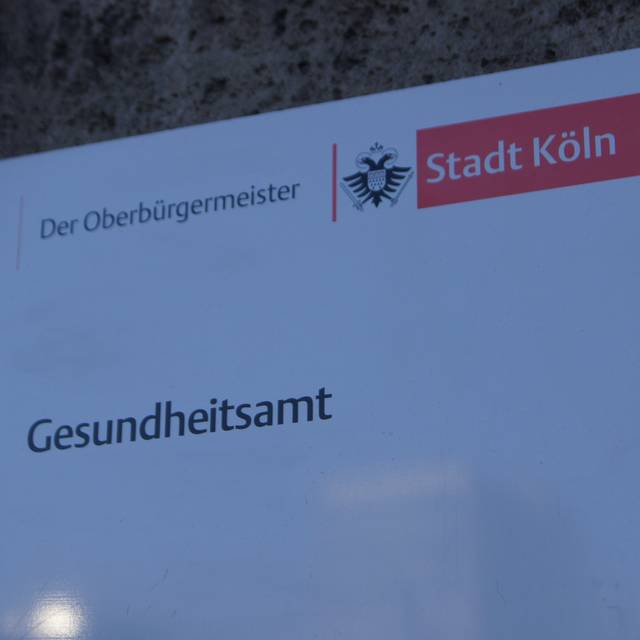 Der Oberbürgermeister
Stadt Köln
Gesundheitsamt